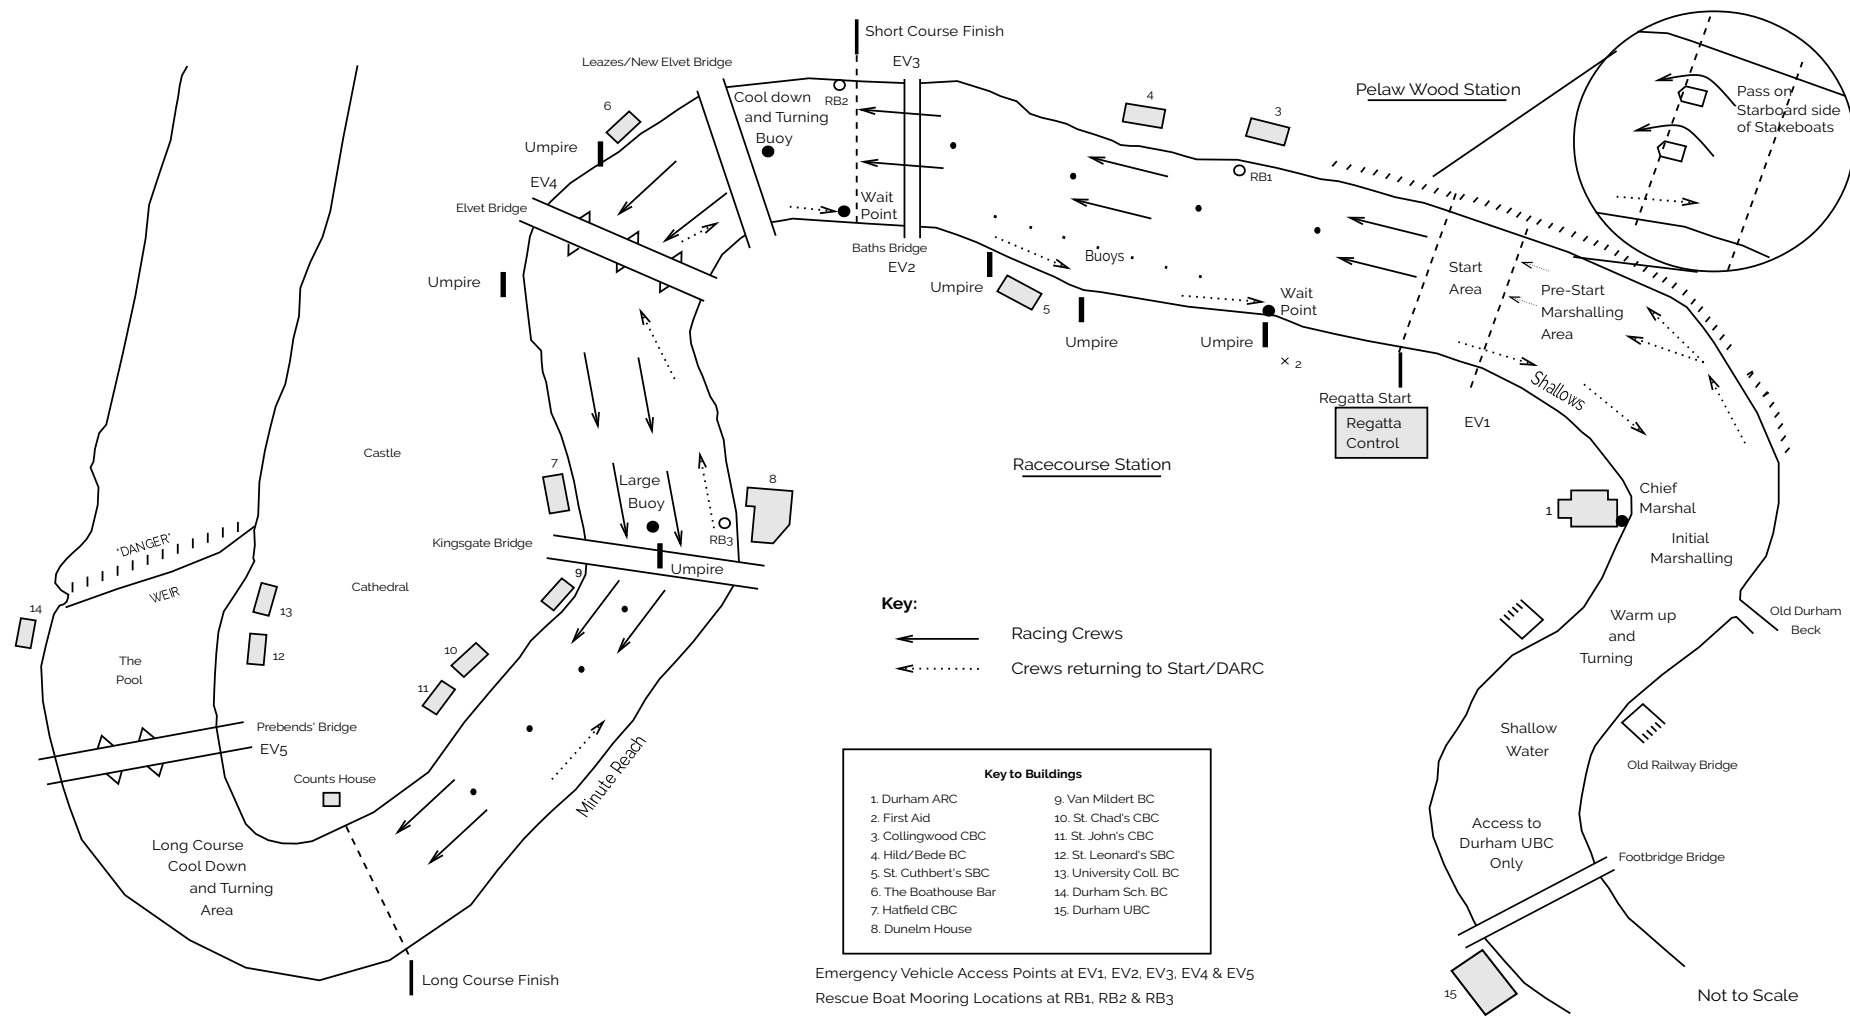 Short Course Finish
Leazes/New Elvet Bridge
EV3
Cool down
and Turning
Buoy
RB2
6
Umpire
EV4
Elvet Bridge
Wait
Point
Baths Bridge
EV2
Umpire
Umpire
5
Buoys
Umpire
Umpire
Wait
Point
× 2
4
3
RB1
Pelaw Wood Station
Pass on
Starboard side
of Stakeboats
Start
Area
Pre-Start
Marshalling
Area
Shallows
Regatta Start
Regatta
Control
EV1
Racecourse Station
Chief
Marshal
1
Initial
Marshalling
Old Durham
Beck
Warm up
and
Turning
Shallow
Water
Old Railway Bridge
Access to
Durham UBC
Only
Footbridge Bridge
15
Not to Scale
Castle
7
Large
Buoy
8
RB3
Kingsgate Bridge
Umpire
9
Cathedral
10
11
"DANGER"
WEIR
14
13
12
The
Pool
Prebends' Bridge
EV5
Counts House
Minute Reach
Long Course
Cool Down
and Turning
Area
Long Course Finish
Key:
Racing Crews
Crews returning to Start/DARC
Key to Buildings
1. Durham ARC
2. First Aid
3. Collingwood CBC
4. Hild/Bede BC
5. St. Cuthbert's SBC
6. The Boathouse Bar
7. Hatfield CBC
8. Dunelm House
9. Van Mildert BC
10. St. Chad's CBC
11. St. John's CBC
12. St. Leonard's SBC
13. University Coll. BC
14. Durham Sch. BC
15. Durham UBC
Emergency Vehicle Access Points at EV1, EV2, EV3, EV4 & EV5
Rescue Boat Mooring Locations at RB1, RB2 & RB3